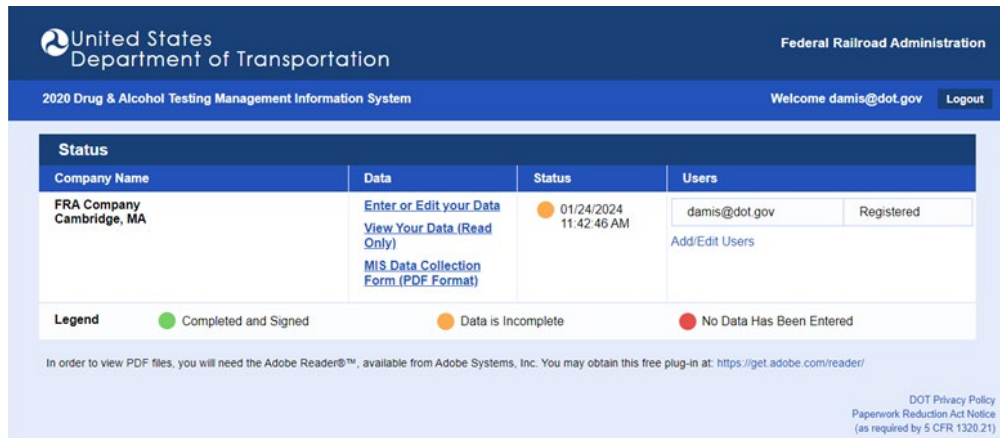 United States
Department of Transportation
Federal Railroad Administration
2020 Drug & Alcohol Testing Management Information System
Welcome damis@dot.gov
Logout
Status
Company Name
Data
Status
Users
FRA Company
Cambridge, MA
Enter or Edit your Data
View Your Data (Read
Only)
MIS Data Collection
Form (PDF Format)
01/24/2024
11:42:46 AM
damis@dot.gov
Registered
Add/Edit Users
Legend
Completed and Signed
Data is Incomplete
No Data Has Been Entered
In order to view PDF files, you will need the Adobe Reader®™, available from Adobe Systems, Inc. You may obtain this free plug-in at: https://get.adobe.com/reader/
DOT Privacy Policy
Paperwork Reduction Act Notice
(as required by 5 CFR 1320.21)